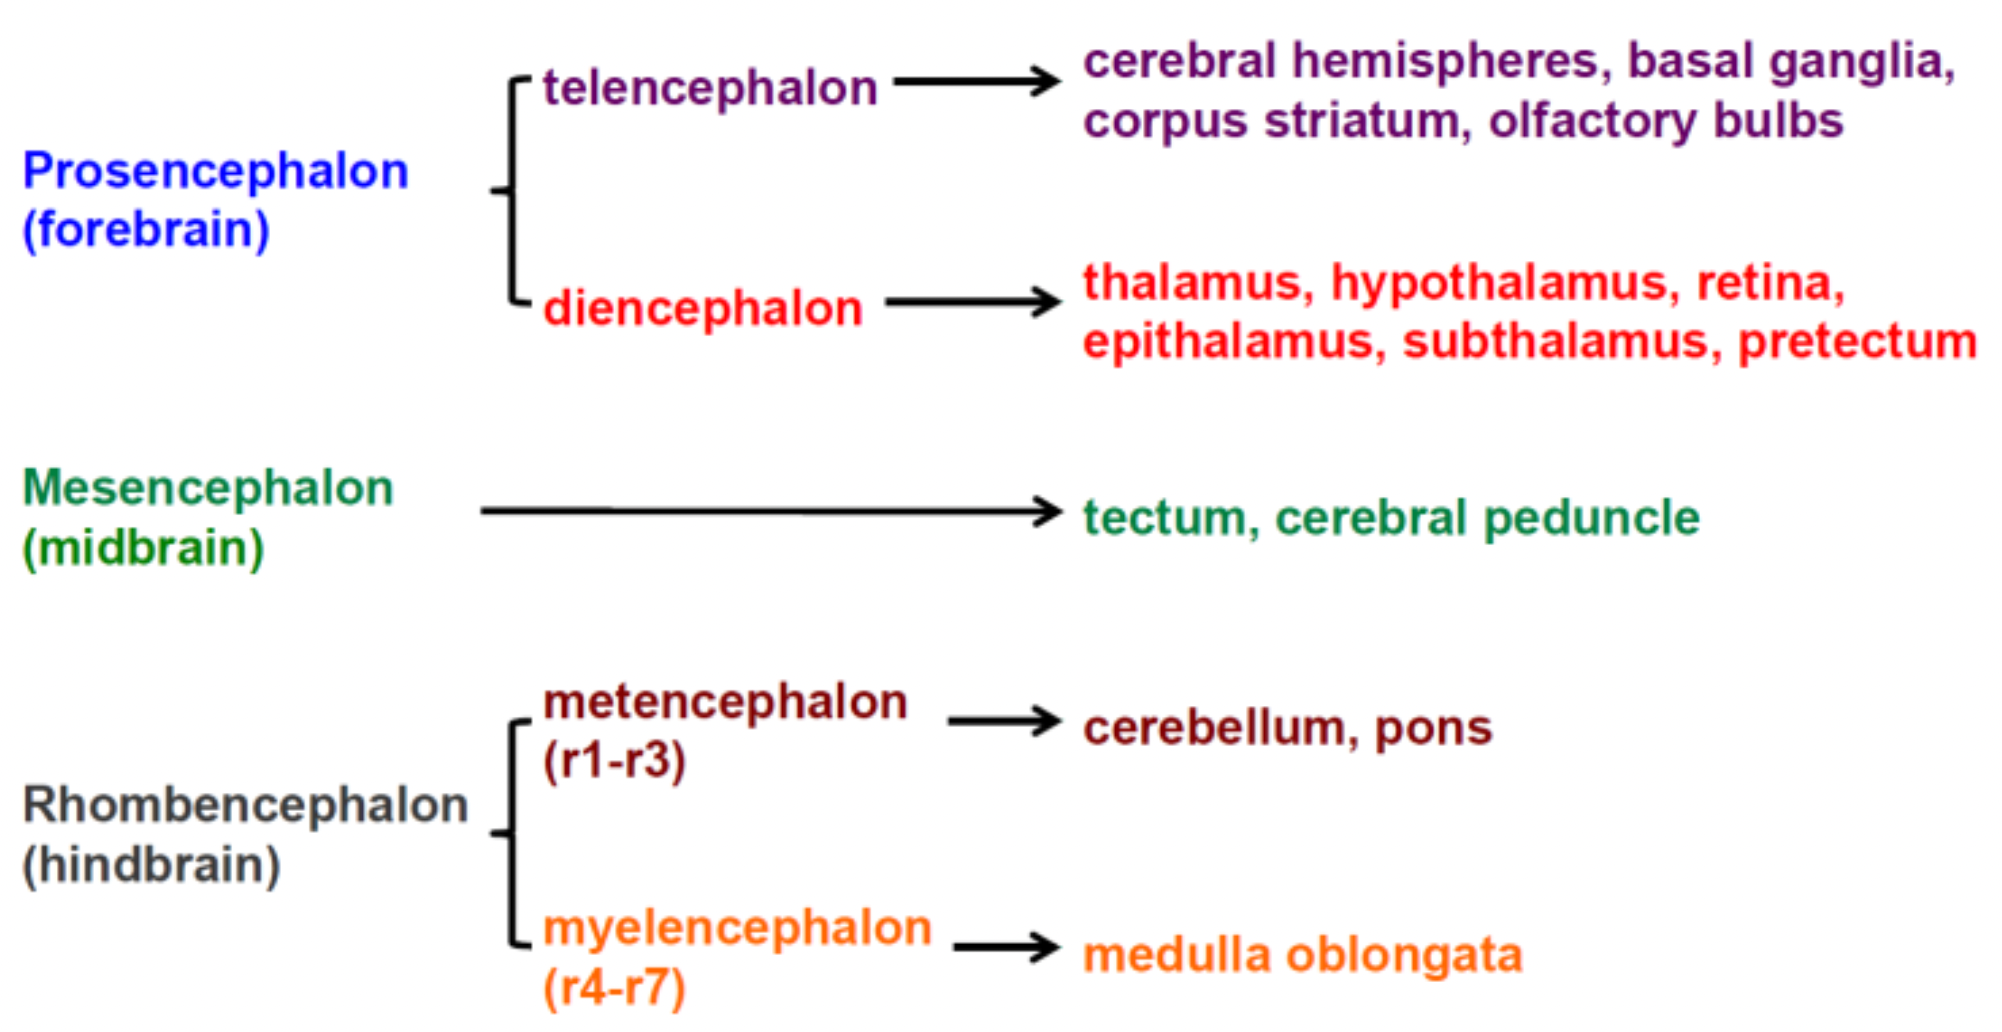 Prosencephalon
(forebrain)
telencephalon
cerebral hemispheres, basal ganglia,
corpus striatum, olfactory bulbs
diencephalon
thalamus, hypothalamus, retina,
epithalamus, subthalamus, pretectum
Mesencephalon
(midbrain)
tectum, cerebral peduncle
Rhombencephalon
(hindbrain)
metencephalon
(r1-r3)
cerebellum, pons
myelencephalon
(r4-r7)
medulla oblongata